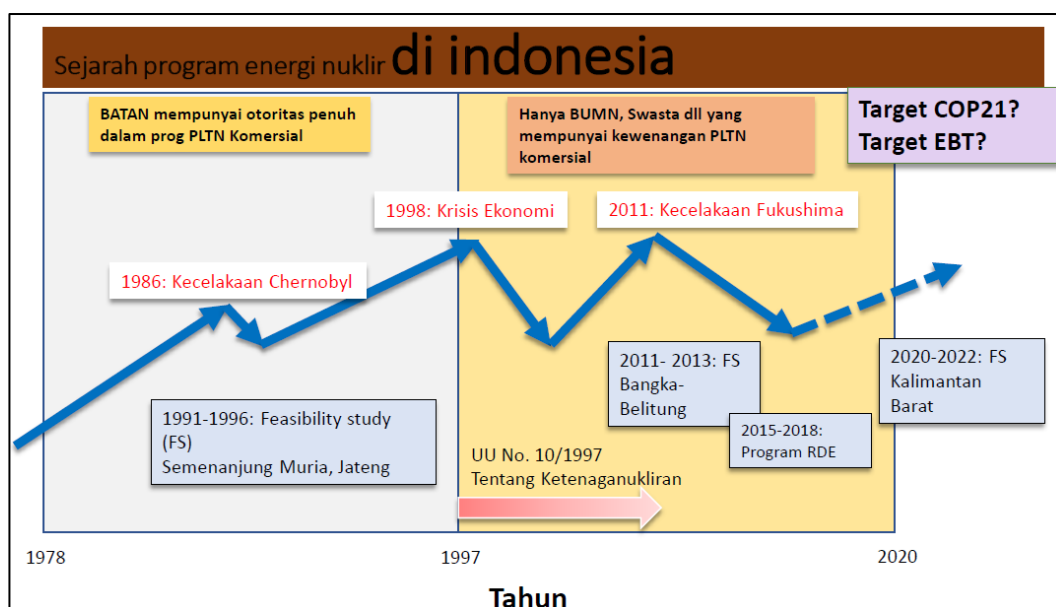 Sejarah program energi nuklir di indonesia
BATAN mempunyai otoritas penuh
dalam prog PLTN Komersial
Hanya BUMN, Swasta dll yang
mempunyai kewenangan PLTN
komersial
Target COP21?
Target EBT?
1998: Krisis Ekonomi
2011: Kecelakaan Fukushima
1986: Kecelakaan Chernobyl
1991-1996: Feasibility study
(FS)
Semenanjung Muria, Jateng
2011- 2013: FS
Bangka-
Belitung
2015-2018:
Program RDE
2020-2022: FS
Kalimantan
Barat
UU No. 10/1997
Tentang Ketenaganukliran
1978
1997
2020
Tahun